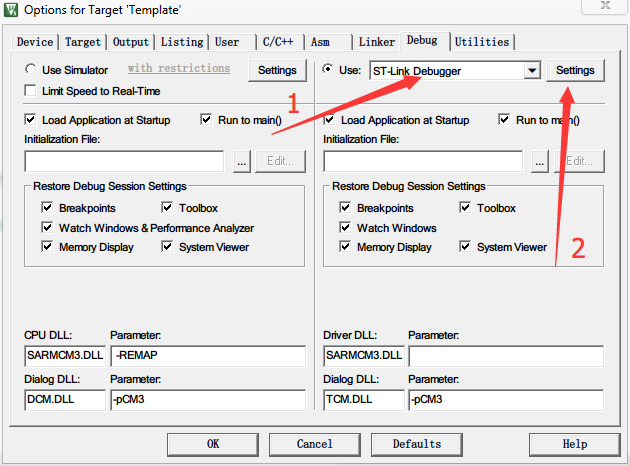 Options for Target 'Template'
Device Target Output Listing User C/C++ Asm Linker Debug Utilities
Use Simulator with restrictions Settings
Use: ST-Link Debugger Settings
Limit Speed to Real-Time
1
Load Application at Startup Run to main()
Load Application at Startup Run to main()
Initialization File:
Initialization File:
... Edit...
... Edit...
Restore Debug Session Settings
Breakpoints Toolbox
Watch Windows & Performance Analyzer
Memory Display System Viewer
Restore Debug Session Settings
Breakpoints Toolbox
Watch Windows
Memory Display System Viewer
2
CPU DLL: Parameter:
SARMCM3.DLL -REMAP
Dialog DLL: Parameter:
DCM.DLL -pCM3
Driver DLL: Parameter:
SARMCM3.DLL
Dialog DLL: Parameter:
TCM.DLL -pCM3
OK Cancel Defaults Help